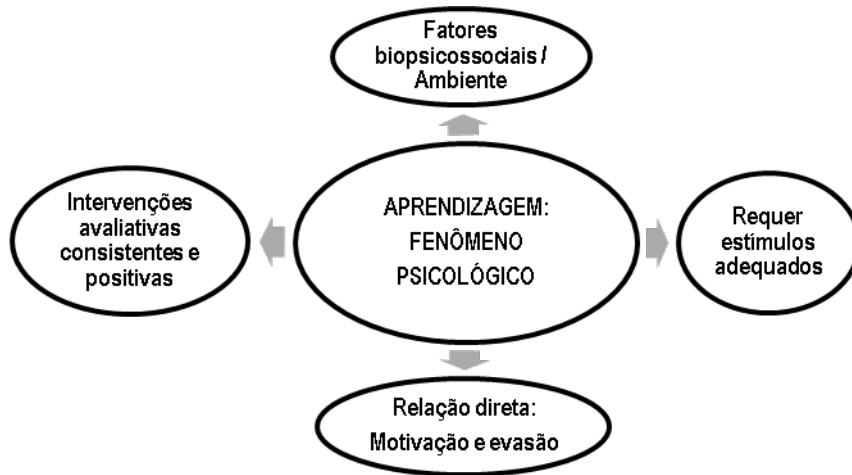 Fatores
biopsicossociais /
Ambiente
Intervenções
avaliativas
consistentes e
positivas
APRENDIZAGEM:
FENÔMENO
PSICOLÓGICO
Requer
estímulos
adequados
Relação direta:
Motivação e evasão